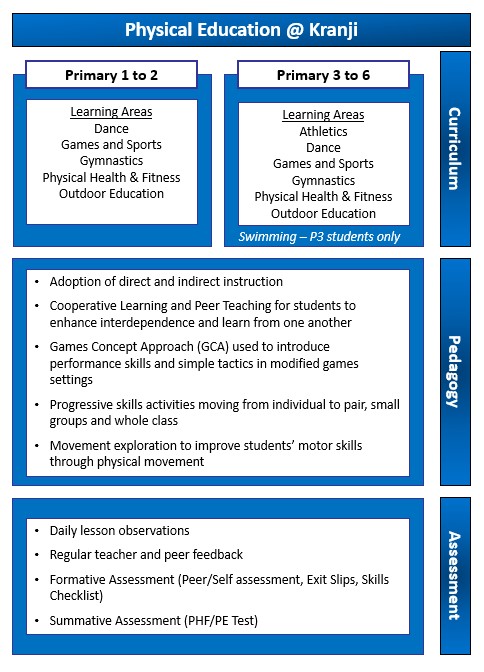 Physical Education @ Kranji
Primary 1 to 2
Learning Areas
Dance
Games and Sports
Gymnastics
Physical Health & Fitness
Outdoor Education
Primary 3 to 6
Learning Areas
Athletics
Dance
Games and Sports
Gymnastics
Physical Health & Fitness
Outdoor Education
Swimming – P3 students only
Curriculum
• Adoption of direct and indirect instruction
• Cooperative Learning and Peer Teaching for students to
enhance interdependence and learn from one another
• Games Concept Approach (GCA) used to introduce
performance skills and simple tactics in modified games
settings
• Progressive skills activities moving from individual to pair, small
groups and whole class
• Movement exploration to improve students’ motor skills
through physical movement
Pedagogy
• Daily lesson observations
• Regular teacher and peer feedback
• Formative Assessment (Peer/Self assessment, Exit Slips, Skills
Checklist)
• Summative Assessment (PHF/PE Test)
Assessment